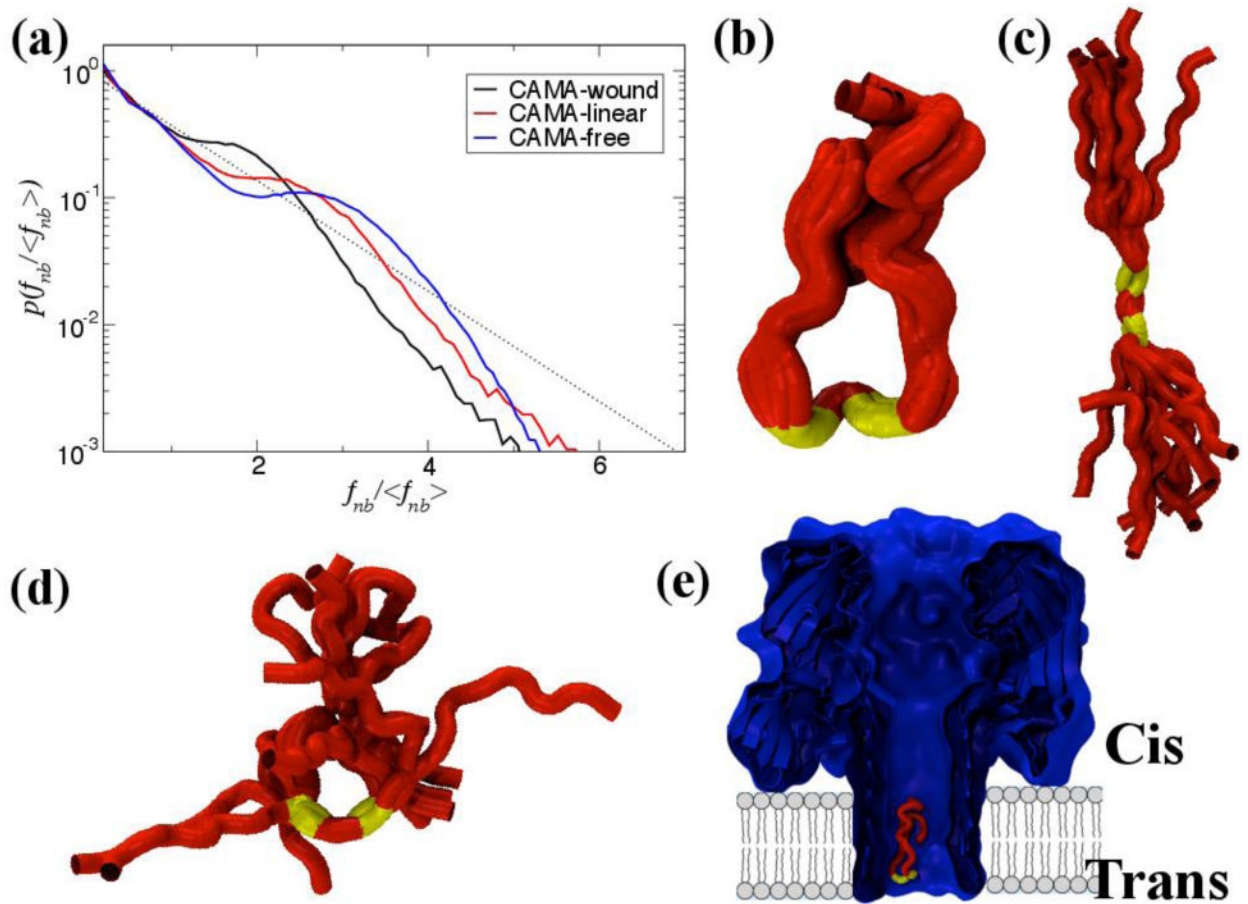 (a)
10^0
10^-1
10^-2
10^-3
p(f_nb/<f_nb>)
CAMA-wound
CAMA-linear
CAMA-free
2
4
6
f_nb/<f_nb>
(b)
(c)
(d)
(e)
Cis
Trans